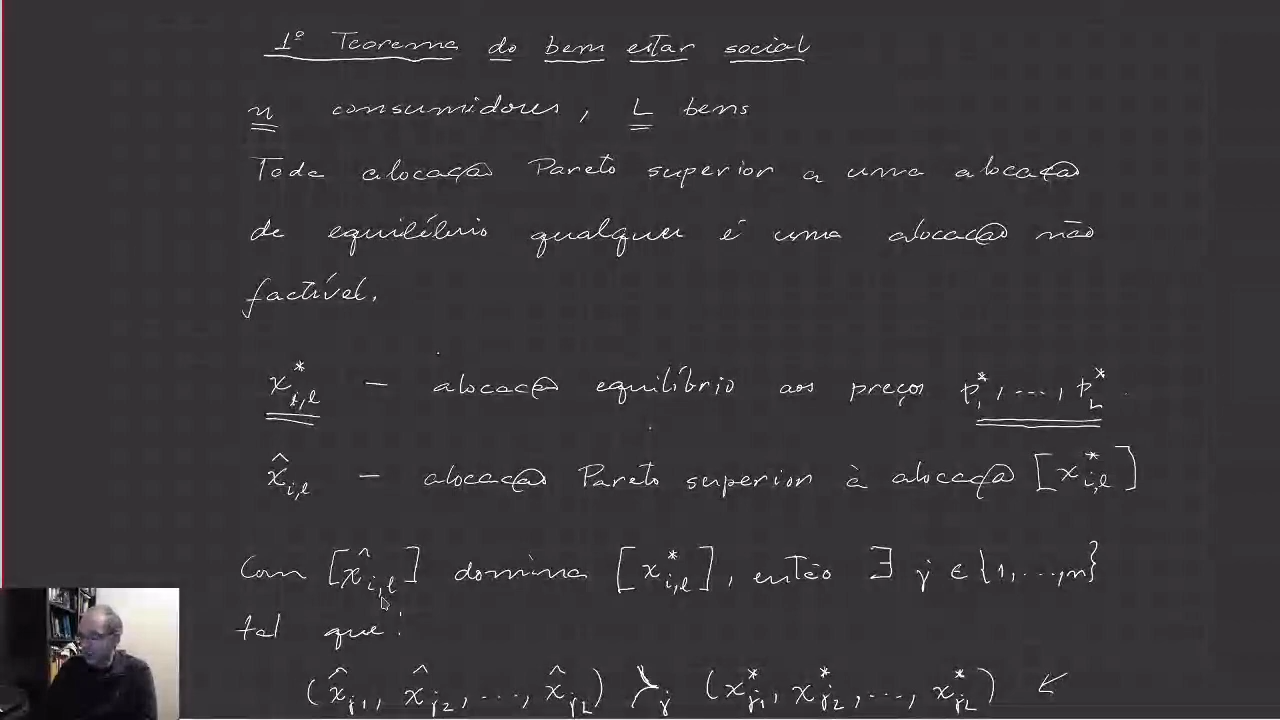 1º Teorema do bem estar social
n consumidores, L bens
Toda alocação Pareto superior a uma alocação
de equilíbrio qualquer é uma alocação não
factível.
x*_{i,l} — alocação equilíbrio aos preços p*_1, ..., p*_L
x̂_{i,l} — alocação Pareto superior à alocação [x*_{i,l}]
Com [x̂_{i,l}] domina [x*_{i,l}], então ∃ j ∈ {1,...,n}
tal que:
(x̂_{j1}, x̂_{j2}, ..., x̂_{jL}) ≻_j (x*_{j1}, x*_{j2}, ..., x*_{jL}) ←